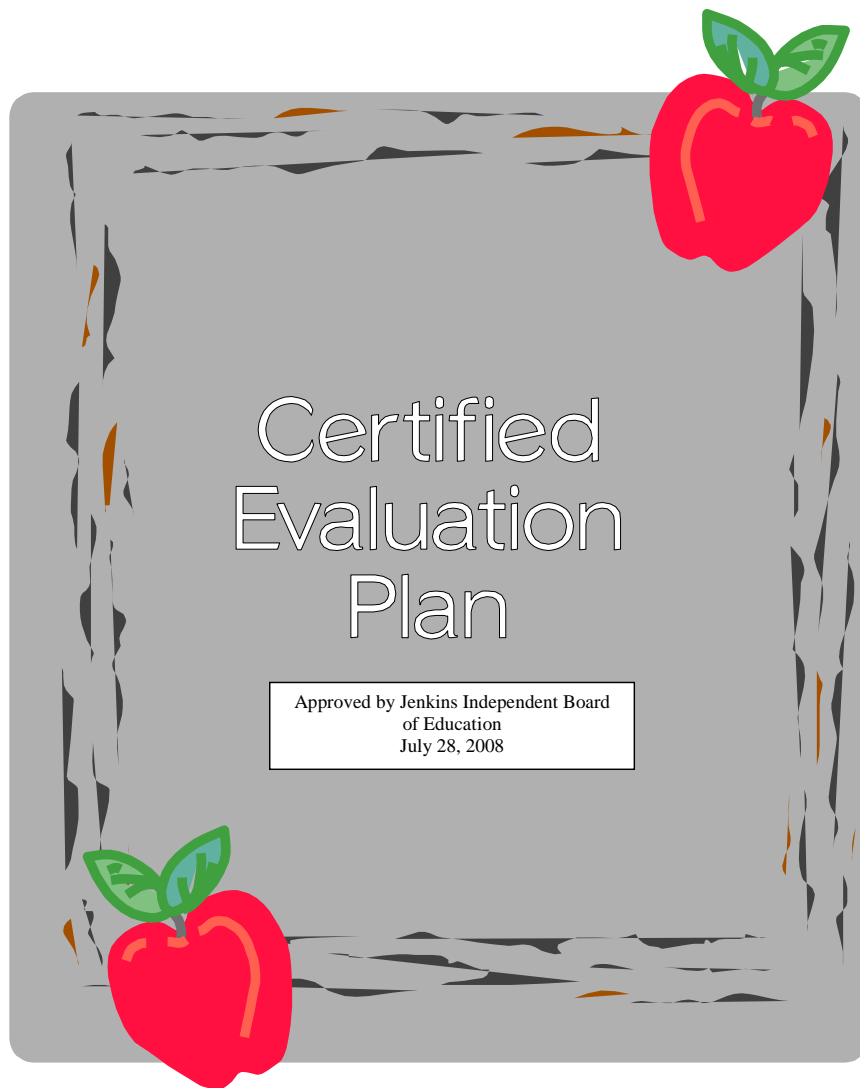 Certified
Evaluation
Plan
Approved by Jenkins Independent Board
of Education
July 28, 2008